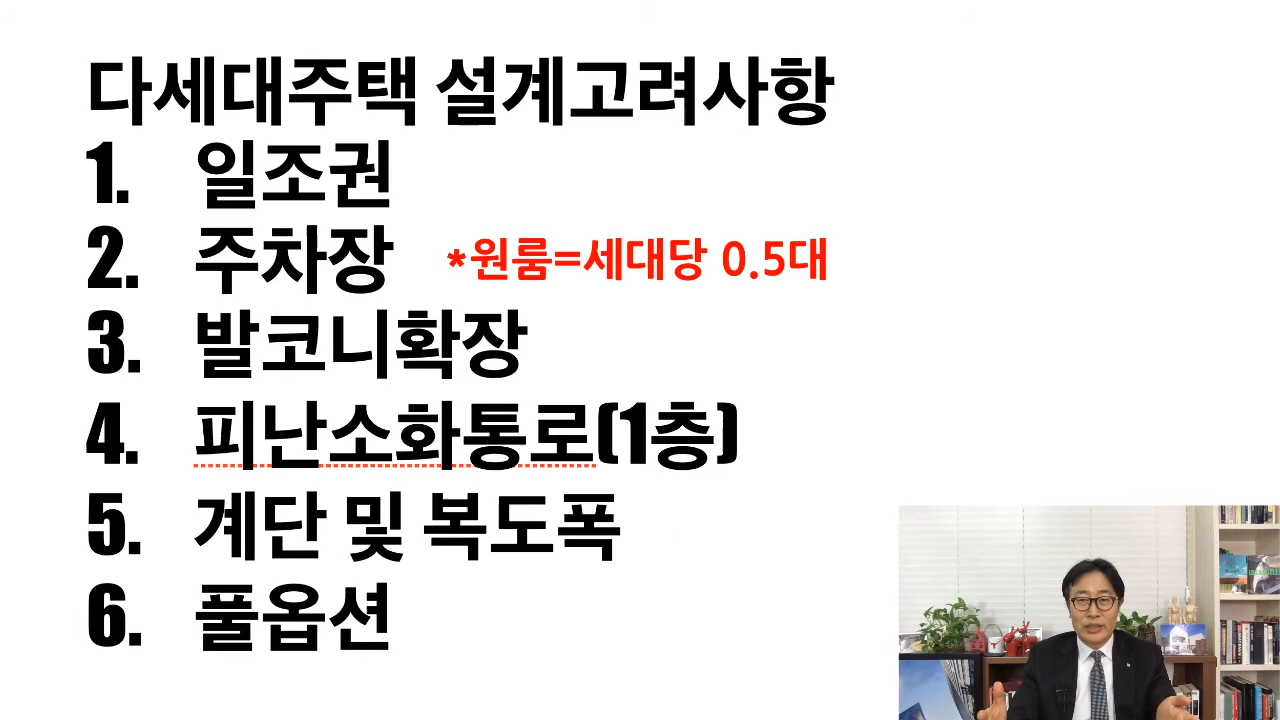 다세대주택 설계고려사항
1. 일조권
2. 주차장 *원룸=세대당 0.5대
3. 발코니확장
4. 피난소화통로(1층)
5. 계단 및 복도폭
6. 풀옵션